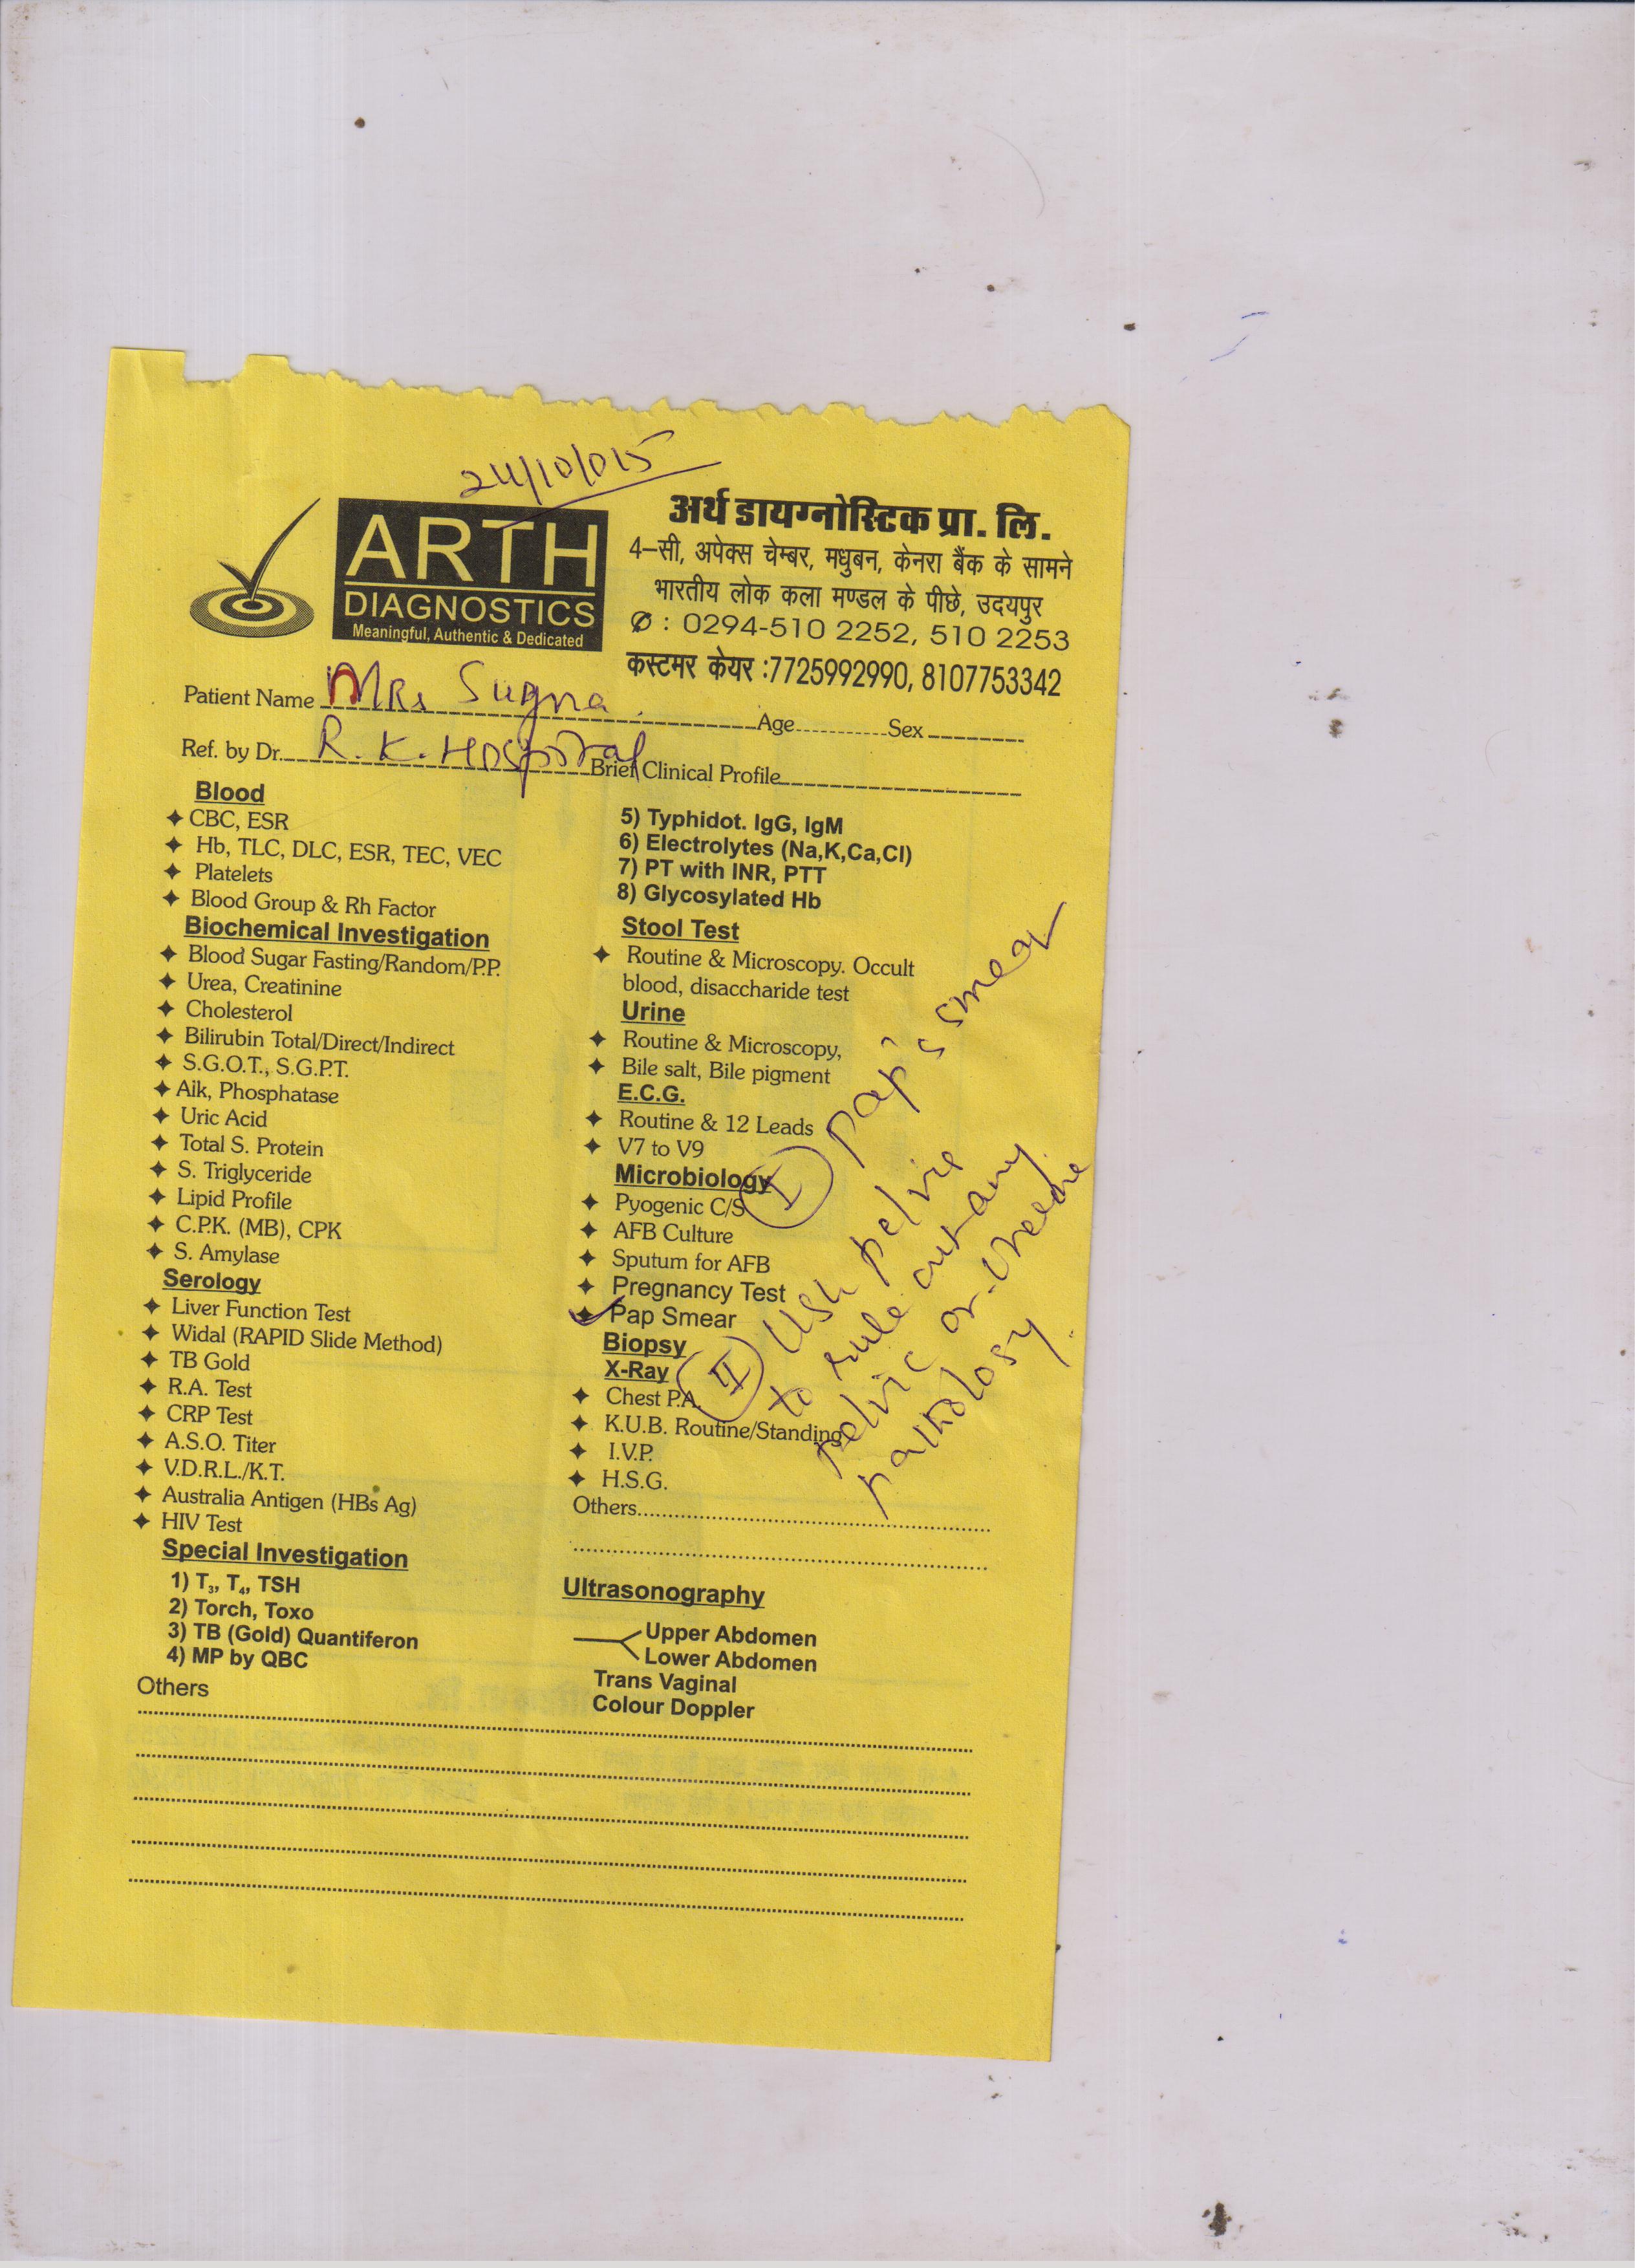 24/10/015
ARTH
DIAGNOSTICS
Meaningful, Authentic & Dedicated
अर्थ डायग्नोस्टिक प्रा. लि.
4-सी, अपेक्स चेम्बर, मधुबन, केनरा बैंक के सामने
भारतीय लोक कला मण्डल के पीछे, उदयपुर
✆ : 0294-510 2252, 510 2253
कस्टमर केयर :7725992990, 8107753342
Patient Name MRs Sugna Age Sex
Ref. by Dr. R. K. Hospital Brief Clinical Profile
Blood
CBC, ESR
Hb, TLC, DLC, ESR, TEC, VEC
Platelets
Blood Group & Rh Factor
Biochemical Investigation
Blood Sugar Fasting/Random/P.P.
Urea, Creatinine
Cholesterol
Bilirubin Total/Direct/Indirect
S.G.O.T., S.G.P.T.
Alk, Phosphatase
Uric Acid
Total S. Protein
S. Triglyceride
Lipid Profile
C.P.K. (MB), CPK
S. Amylase
Serology
Liver Function Test
Widal (RAPID Slide Method)
TB Gold
R.A. Test
CRP Test
A.S.O. Titer
V.D.R.L./K.T.
Australia Antigen (HBs Ag)
HIV Test
Special Investigation
1) T3, T4, TSH
2) Torch, Toxo
3) TB (Gold) Quantiferon
4) MP by QBC
Others
5) Typhidot. IgG, IgM
6) Electrolytes (Na,K,Ca,Cl)
7) PT with INR, PTT
8) Glycosylated Hb
Stool Test
Routine & Microscopy. Occult
blood, disaccharide test
Urine
Routine & Microscopy,
Bile salt, Bile pigment
E.C.G.
Routine & 12 Leads
V7 to V9
Microbiology
Pyogenic C/S
AFB Culture
Sputum for AFB
Pregnancy Test
Pap Smear
Biopsy
X-Ray
Chest P.A.
K.U.B. Routine/Standing
I.V.P.
H.S.G.
Others
Ultrasonography
Upper Abdomen
Lower Abdomen
Trans Vaginal
Colour Doppler
I pap's smear
II pelvic
to rule out any
pelvic or
pathology